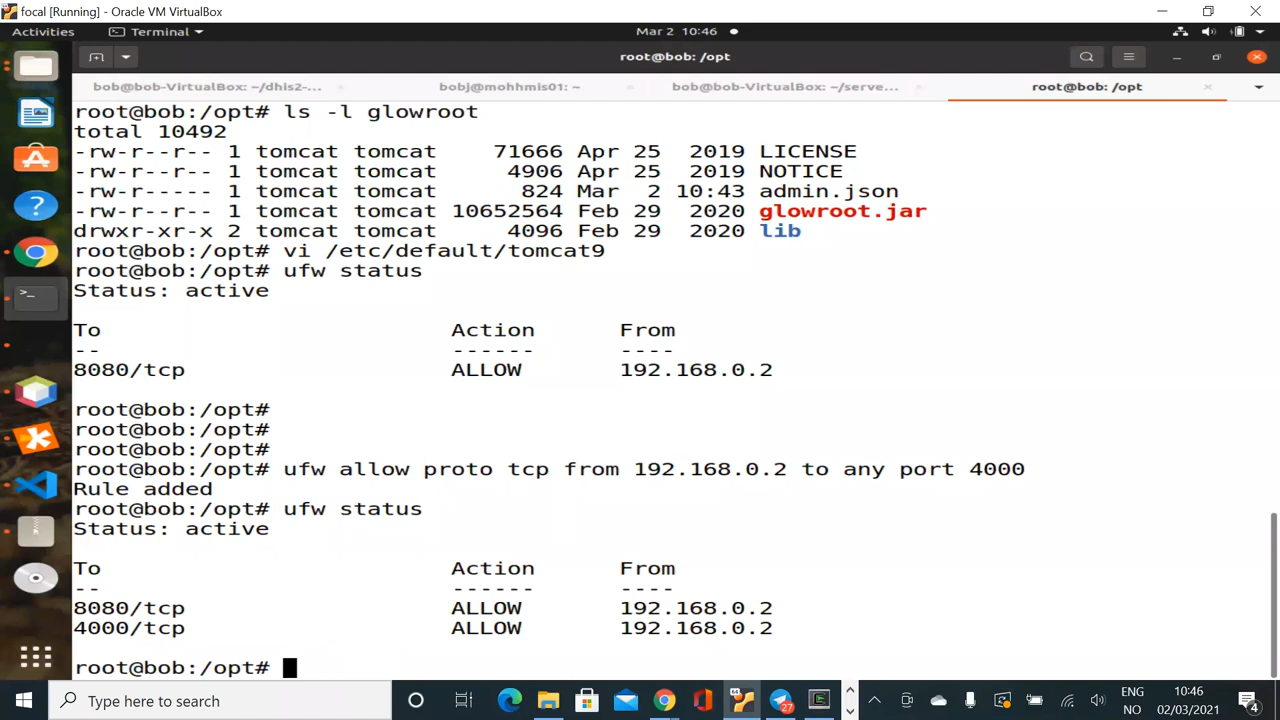 focal [Running] - Oracle VM VirtualBox
Activities Terminal Mar 2 10:46
root@bob: /opt
bob@bob-VirtualBox: ~/dhis2-... bobj@mohhmis01: ~ bob@bob-VirtualBox: ~/serve... root@bob: /opt
root@bob:/opt# ls -l glowroot
total 10492
-rw-r--r-- 1 tomcat tomcat 71666 Apr 25 2019 LICENSE
-rw-r--r-- 1 tomcat tomcat 4906 Apr 25 2019 NOTICE
-rw-r----- 1 tomcat tomcat 824 Mar 2 10:43 admin.json
-rw-r--r-- 1 tomcat tomcat 10652564 Feb 29 2020 glowroot.jar
drwxr-xr-x 2 tomcat tomcat 4096 Feb 29 2020 lib
root@bob:/opt# vi /etc/default/tomcat9
root@bob:/opt# ufw status
Status: active
To Action From
-- ------ ----
8080/tcp ALLOW 192.168.0.2
root@bob:/opt#
root@bob:/opt#
root@bob:/opt#
root@bob:/opt# ufw allow proto tcp from 192.168.0.2 to any port 4000
Rule added
root@bob:/opt# ufw status
Status: active
To Action From
-- ------ ----
8080/tcp ALLOW 192.168.0.2
4000/tcp ALLOW 192.168.0.2
root@bob:/opt#
Type here to search
27
ENG
NO
10:46
02/03/2021
4